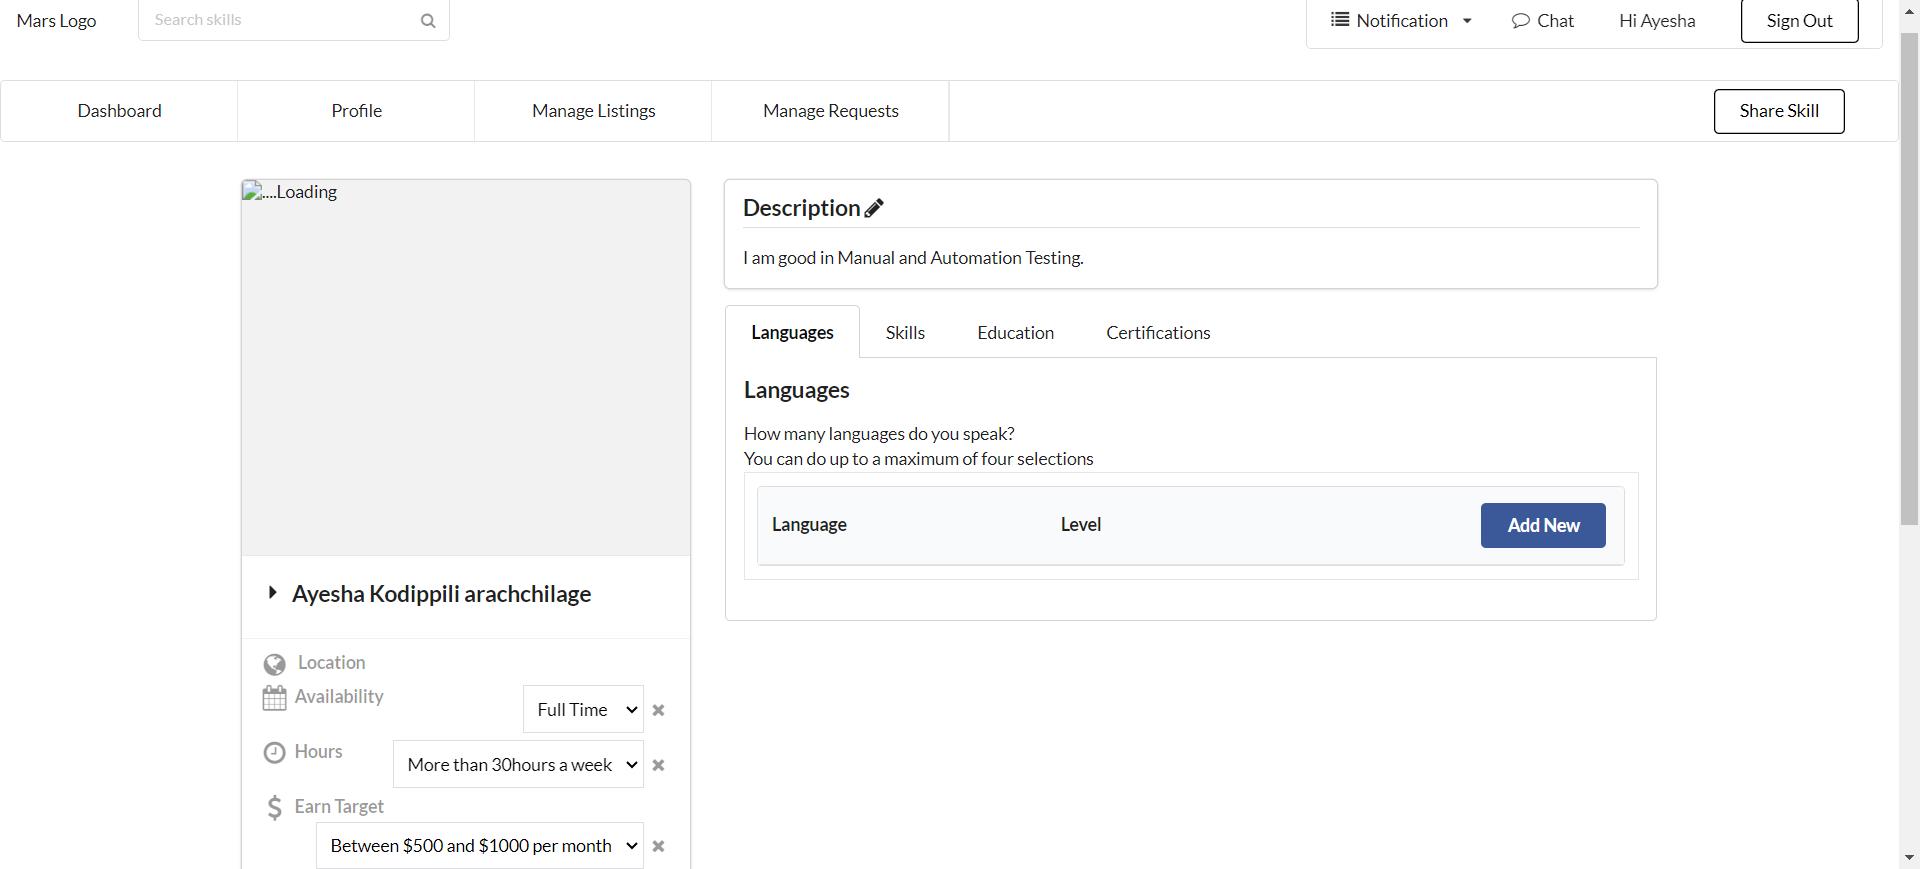 Mars Logo
Search skills
Notification
Chat
Hi Ayesha
Sign Out
Dashboard
Profile
Manage Listings
Manage Requests
Share Skill
....Loading
Ayesha Kodippili arachchilage
Location
Availability
Full Time
Hours
More than 30hours a week
Earn Target
Between $500 and $1000 per month
Description
I am good in Manual and Automation Testing.
Languages
Skills
Education
Certifications
Languages
How many languages do you speak?
You can do up to a maximum of four selections
Language
Level
Add New